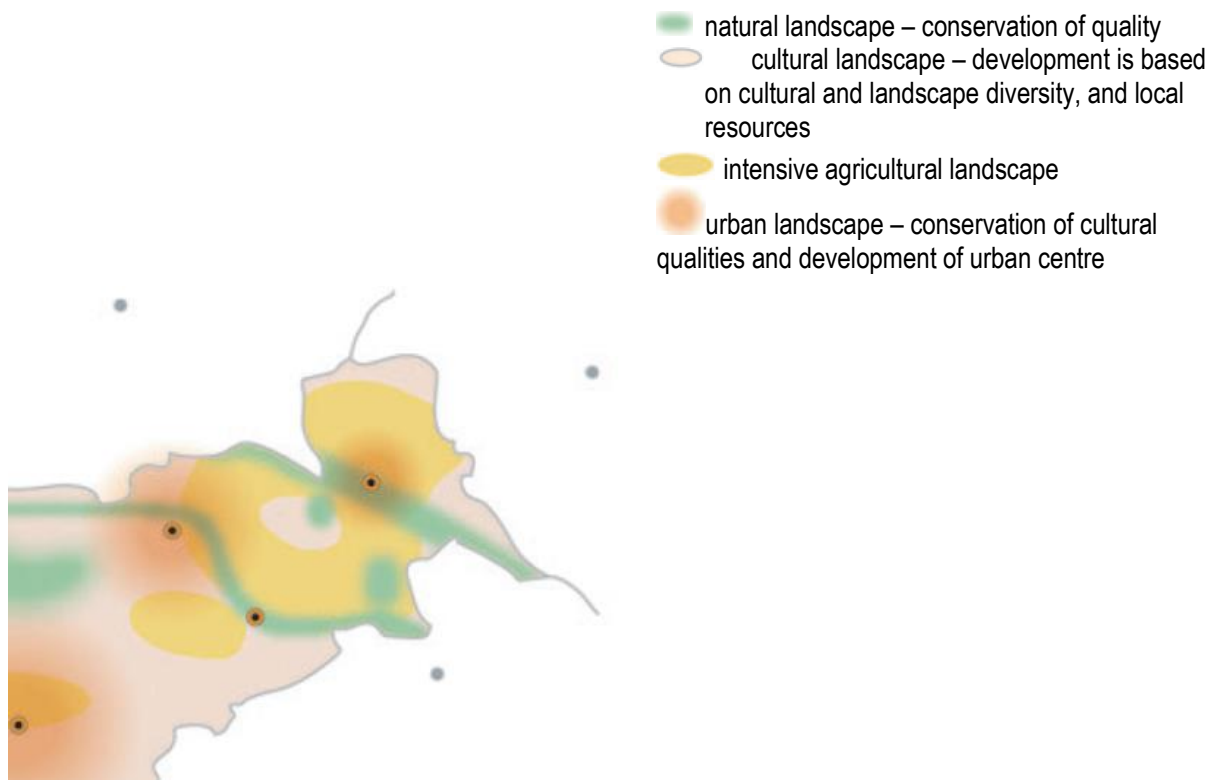 natural landscape – conservation of quality
cultural landscape – development is based
on cultural and landscape diversity, and local
resources
intensive agricultural landscape
urban landscape – conservation of cultural
qualities and development of urban centre